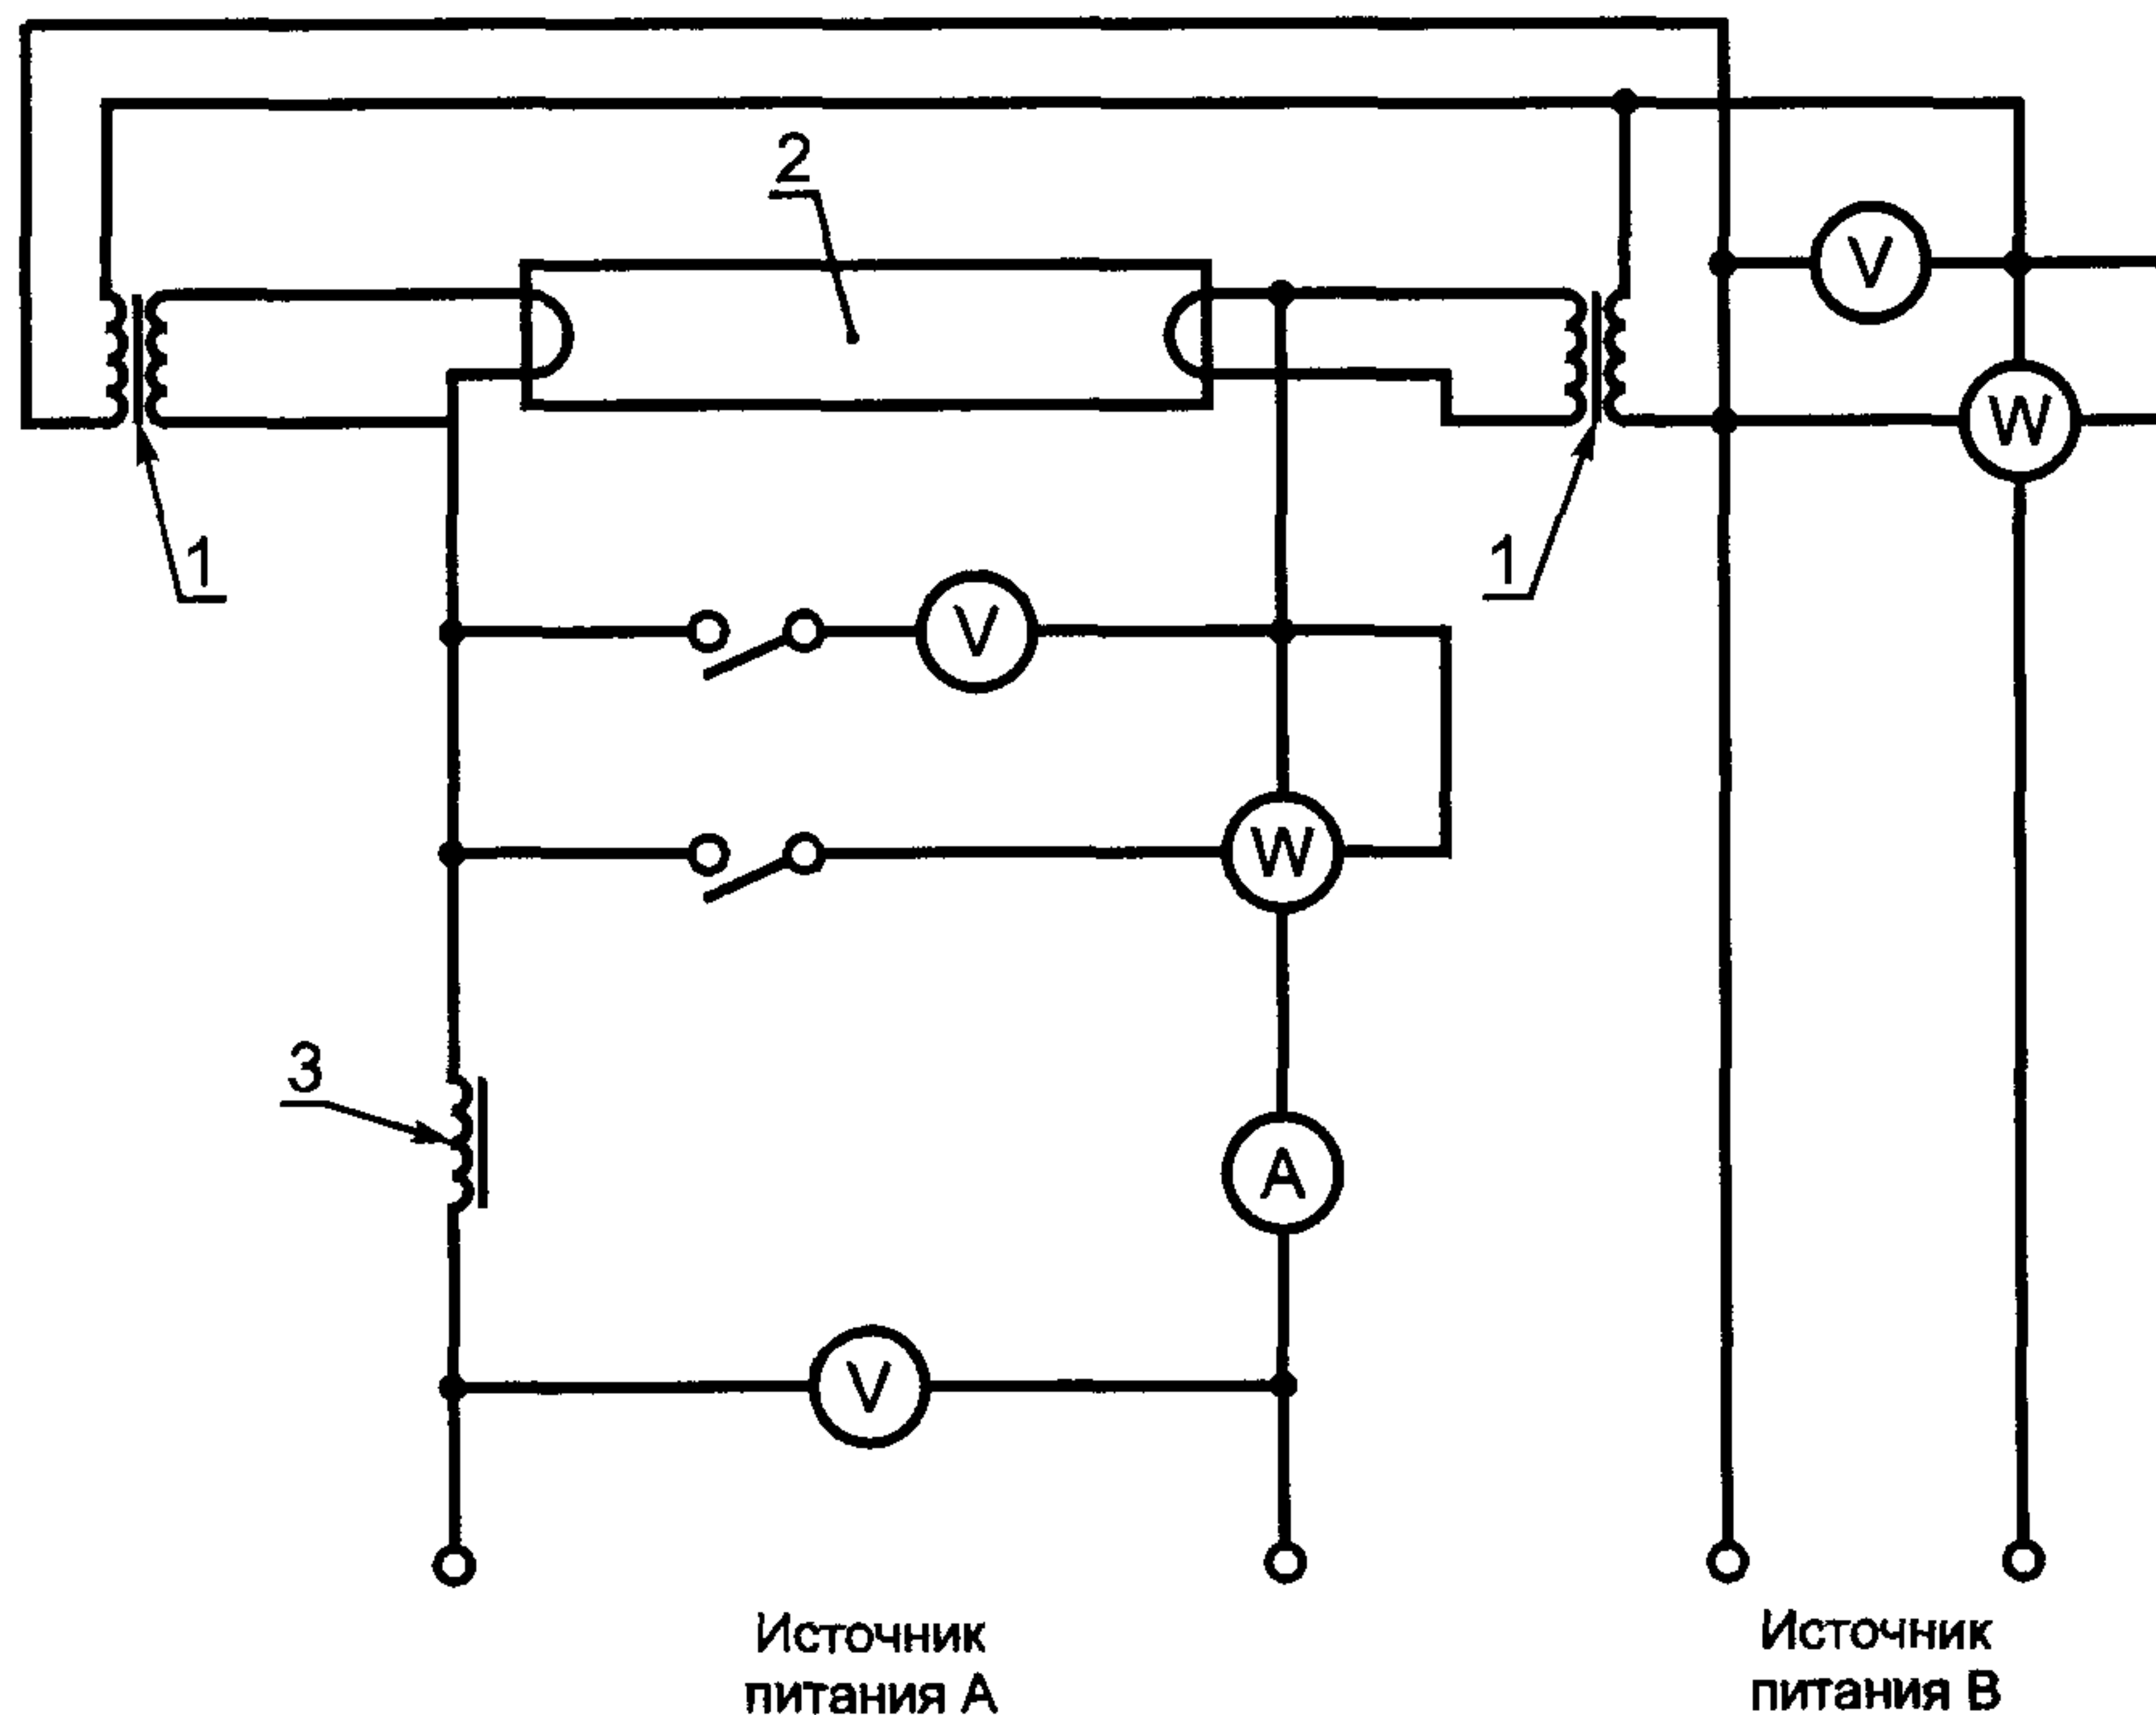 2
V
W
1
1
V
W
3
A
V
Источник
питания А
Источник
питания В